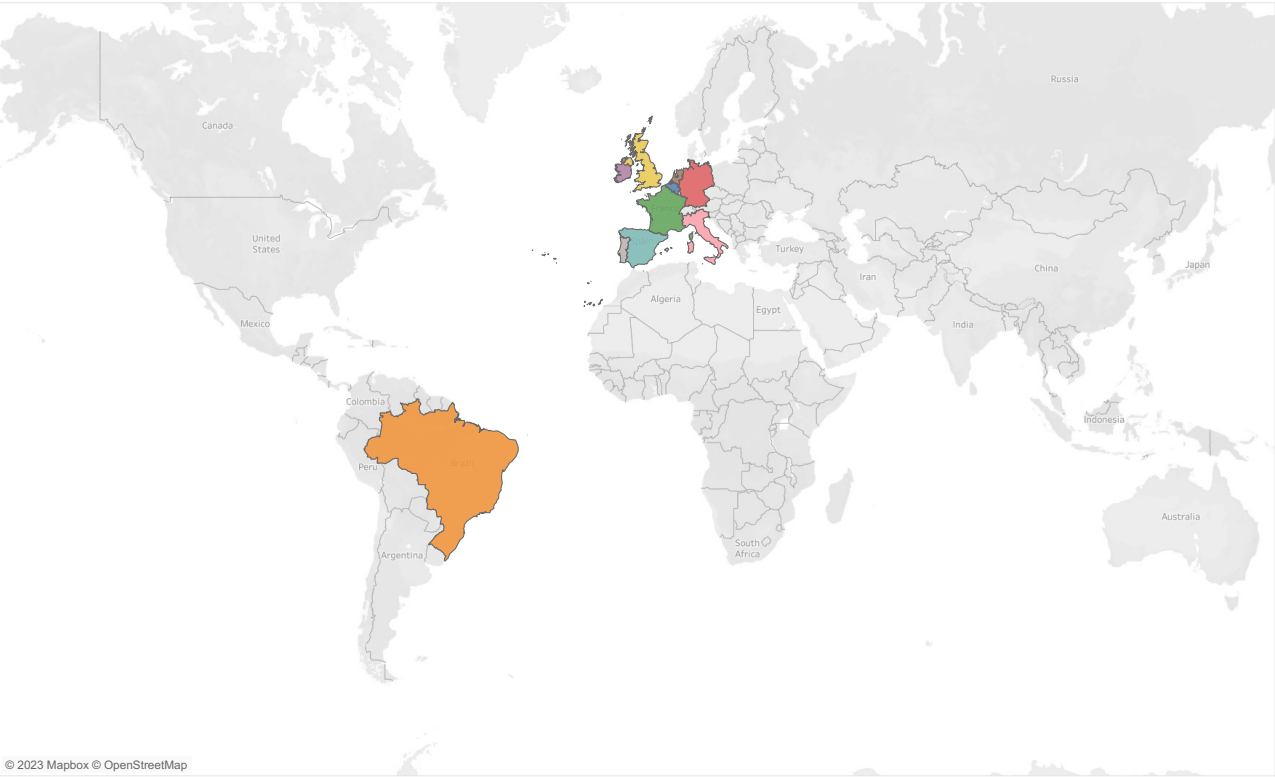 Russia
Canada
United
States
Turkey
Japan
China
Iran
Algeria
Egypt
Mexico
India
Colombia
Indonesia
Brazil
Peru
Australia
South
Africa
Argentina
© 2023 Mapbox © OpenStreetMap